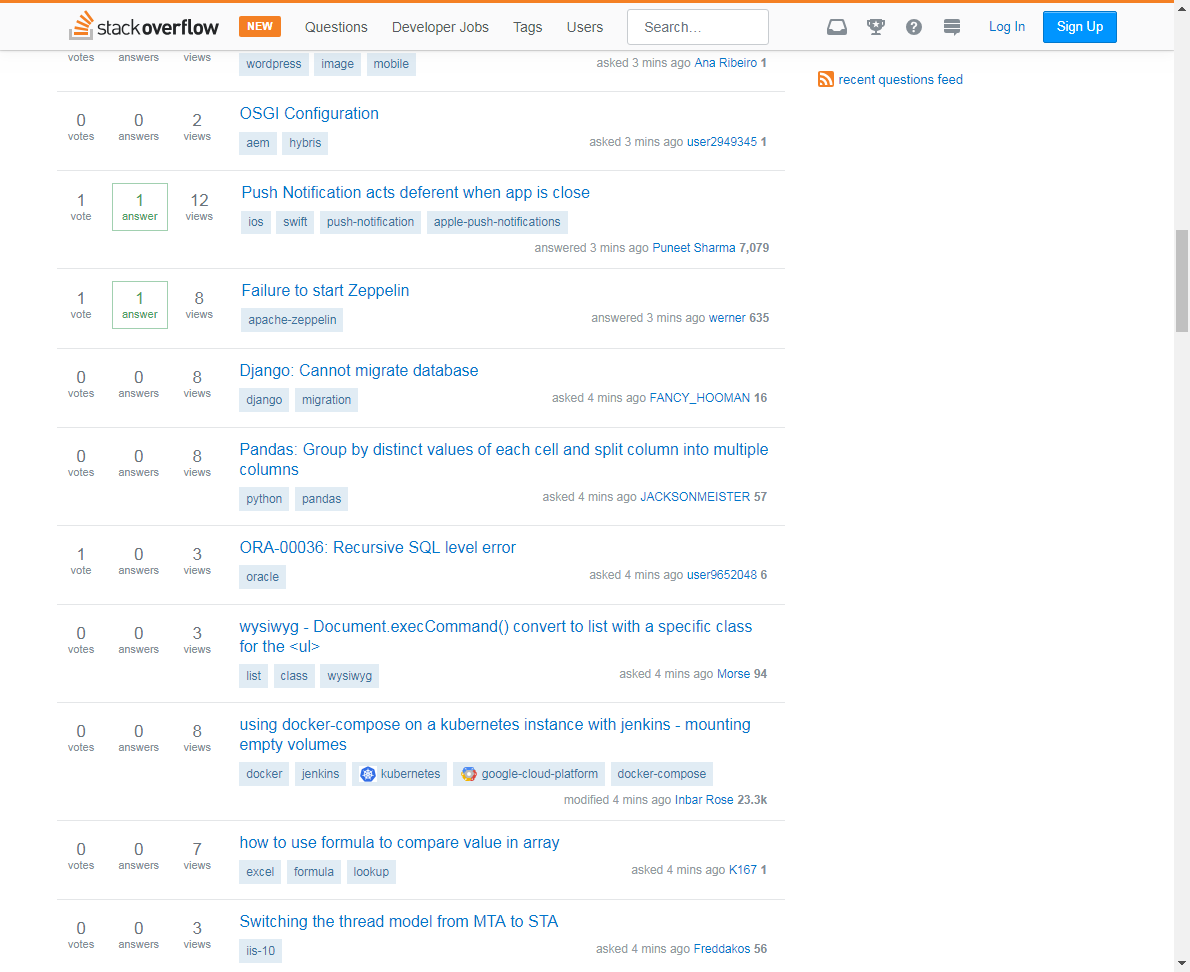 stackoverflow NEW Questions Developer Jobs Tags Users Search... Log In Sign Up
votes answers views
wordpress image mobile
asked 3 mins ago Ana Ribeiro 1
recent questions feed
0 votes 0 answers 2 views
OSGI Configuration
aem hybris
asked 3 mins ago user2949345 1
1 vote 1 answer 12 views
Push Notification acts deferent when app is close
ios swift push-notification apple-push-notifications
answered 3 mins ago Puneet Sharma 7,079
1 vote 1 answer 8 views
Failure to start Zeppelin
apache-zeppelin
answered 3 mins ago werner 635
0 votes 0 answers 8 views
Django: Cannot migrate database
django migration
asked 4 mins ago FANCY_HOOMAN 16
0 votes 0 answers 8 views
Pandas: Group by distinct values of each cell and split column into multiple
columns
python pandas
asked 4 mins ago JACKSONMEISTER 57
1 vote 0 answers 3 views
ORA-00036: Recursive SQL level error
oracle
asked 4 mins ago user9652048 6
0 votes 0 answers 3 views
wysiwyg - Document.execCommand() convert to list with a specific class
for the <ul>
list class wysiwyg
asked 4 mins ago Morse 94
0 votes 0 answers 8 views
using docker-compose on a kubernetes instance with jenkins - mounting
empty volumes
docker jenkins kubernetes google-cloud-platform docker-compose
modified 4 mins ago Inbar Rose 23.3k
0 votes 0 answers 7 views
how to use formula to compare value in array
excel formula lookup
asked 4 mins ago K167 1
0 votes 0 answers 3 views
Switching the thread model from MTA to STA
iis-10
asked 4 mins ago Freddakos 56